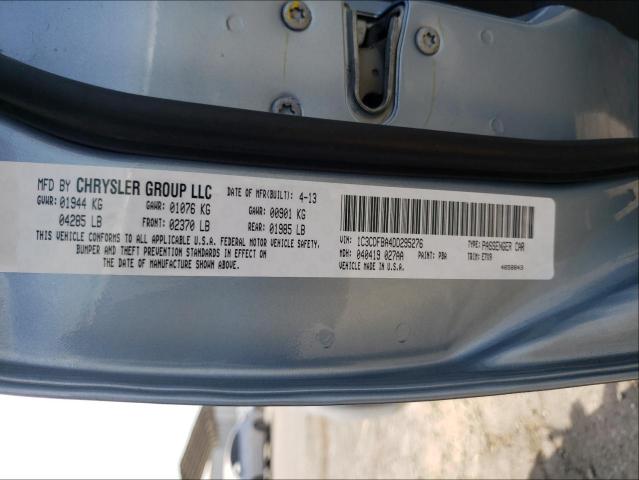 MFD BY CHRYSLER GROUP LLC DATE OF MFR(BUILT): 4-13
GVWR: 01944 KG GAWR: 01076 KG GAWR: 00901 KG
04285 LB FRONT: 02370 LB REAR: 01985 LB
THIS VEHICLE CONFORMS TO ALL APPLICABLE U.S.A. FEDERAL MOTOR VEHICLE SAFETY,
BUMPER AND THEFT PREVENTION STANDARDS IN EFFECT ON
THE DATE OF MANUFACTURE SHOWN ABOVE.
VIN: 1C3CDFBA4DD295276 TYPE: PASSENGER CAR
MDH: 040419 027AA PAINT: PBA TRIM: E7X9
VEHICLE MADE IN U.S.A.